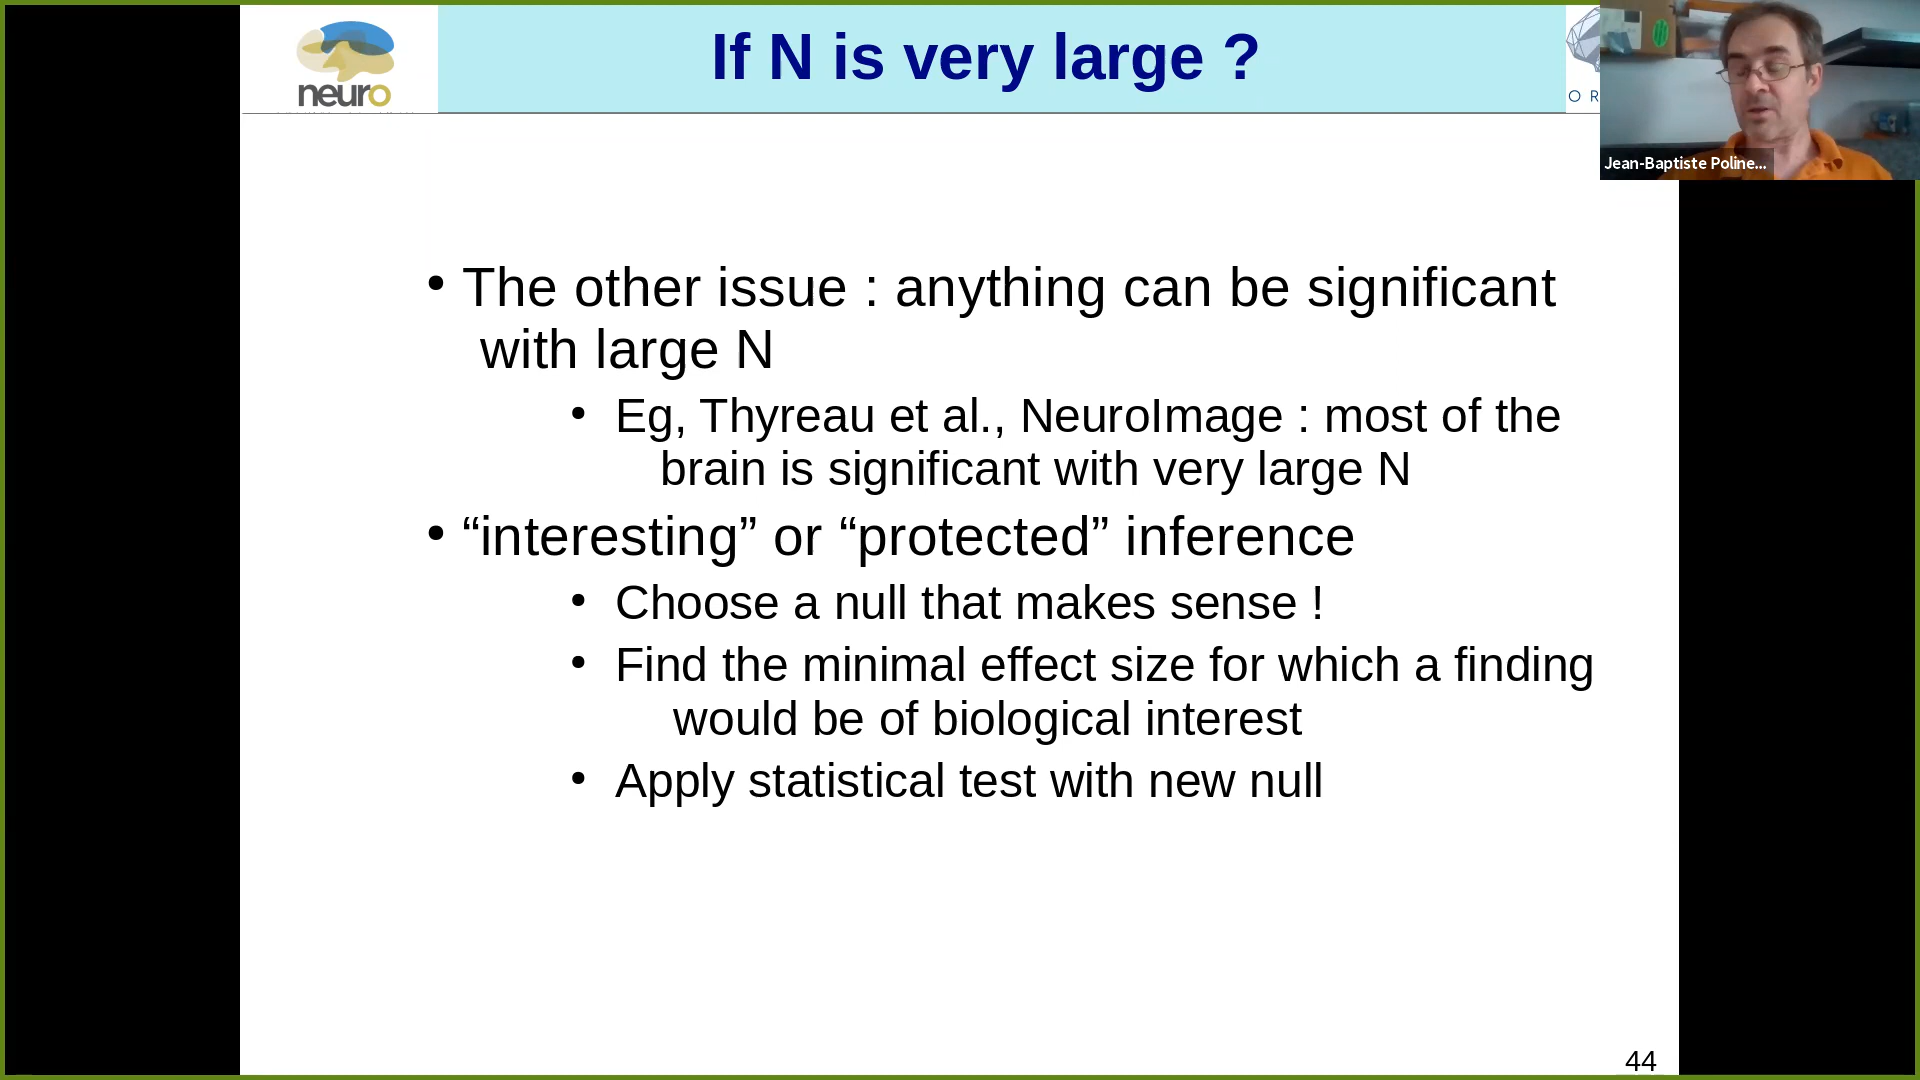 neuro
If N is very large ?
O R
Jean-Baptiste Poline...
• The other issue : anything can be significant
with large N
• Eg, Thyreau et al., NeuroImage : most of the
brain is significant with very large N
• “interesting” or “protected” inference
• Choose a null that makes sense !
• Find the minimal effect size for which a finding
would be of biological interest
• Apply statistical test with new null
44